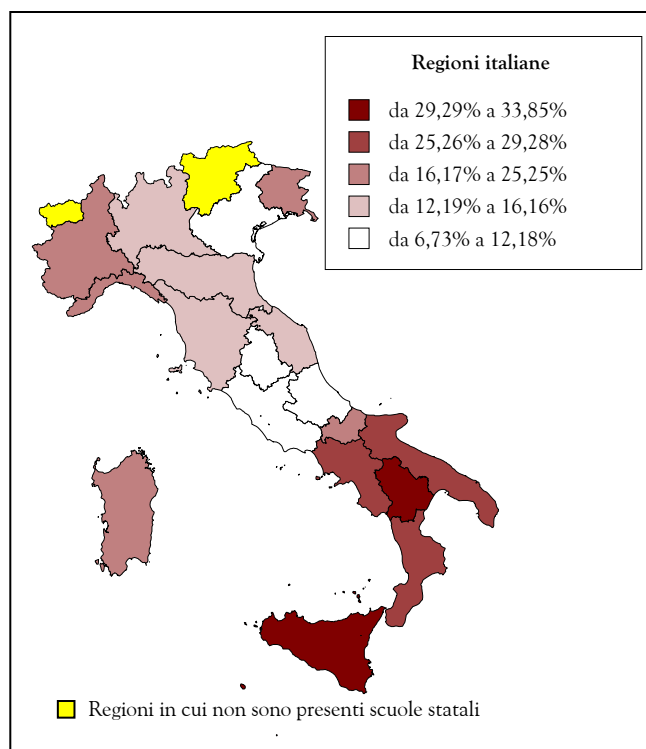 Regioni italiane
da 29,29% a 33,85%
da 25,26% a 29,28%
da 16,17% a 25,25%
da 12,19% a 16,16%
da 6,73% a 12,18%
Regioni in cui non sono presenti scuole statali